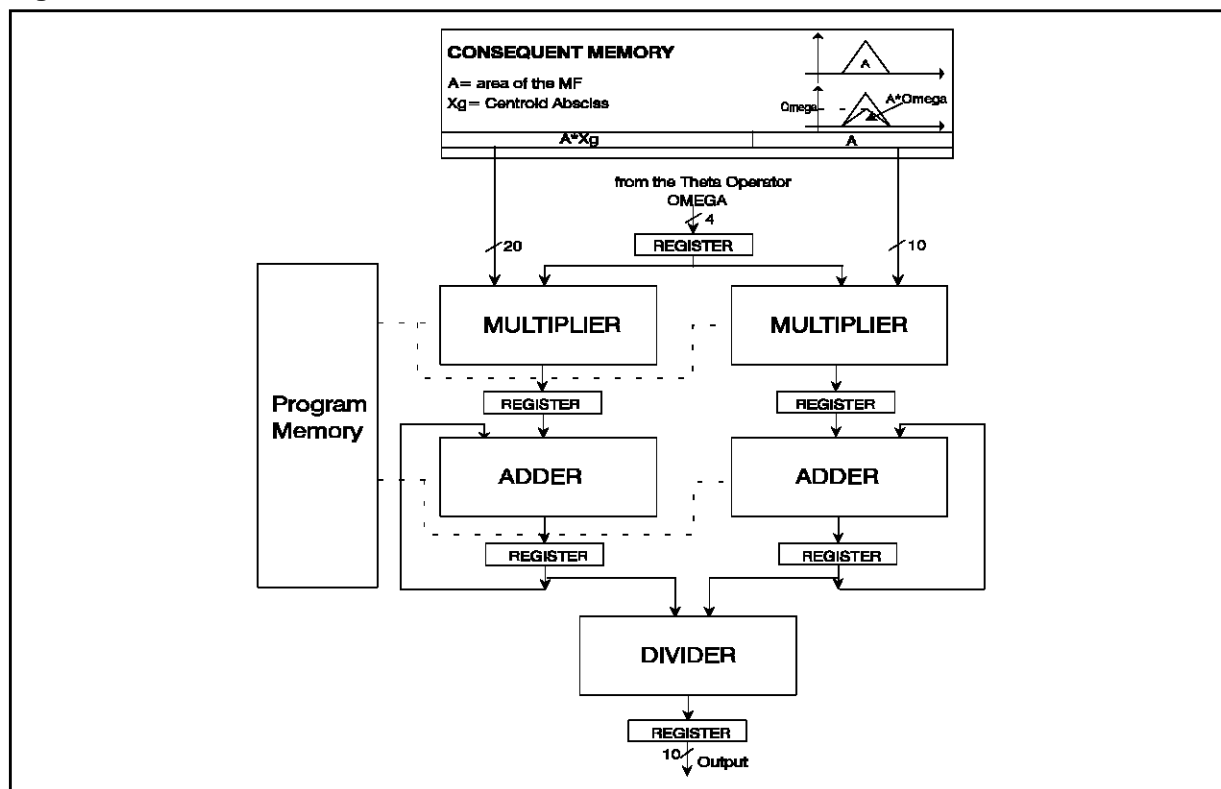 CONSEQUENT MEMORY
A= area of the MF
Xg= Centroid Absciss
A
Omega
A*Omega
A*Xg
A
from the Theta Operator
OMEGA
4
20
REGISTER
10
MULTIPLIER
MULTIPLIER
REGISTER
REGISTER
Program
Memory
ADDER
ADDER
REGISTER
REGISTER
DIVIDER
REGISTER
10
Output